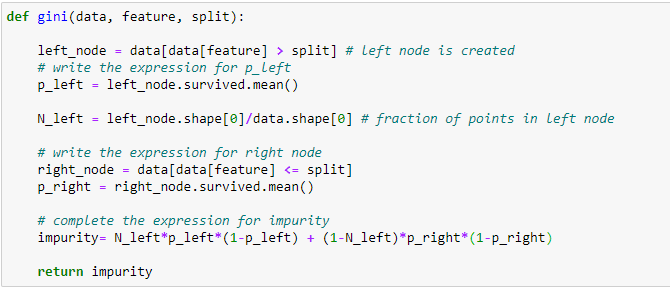 def gini(data, feature, split):
left_node = data[data[feature] > split] # left node is created
# write the expression for p_left
p_left = left_node.survived.mean()
N_left = left_node.shape[0]/data.shape[0] # fraction of points in left node
# write the expression for right node
right_node = data[data[feature] <= split]
p_right = right_node.survived.mean()
# complete the expression for impurity
impurity= N_left*p_left*(1-p_left) + (1-N_left)*p_right*(1-p_right)
return impurity